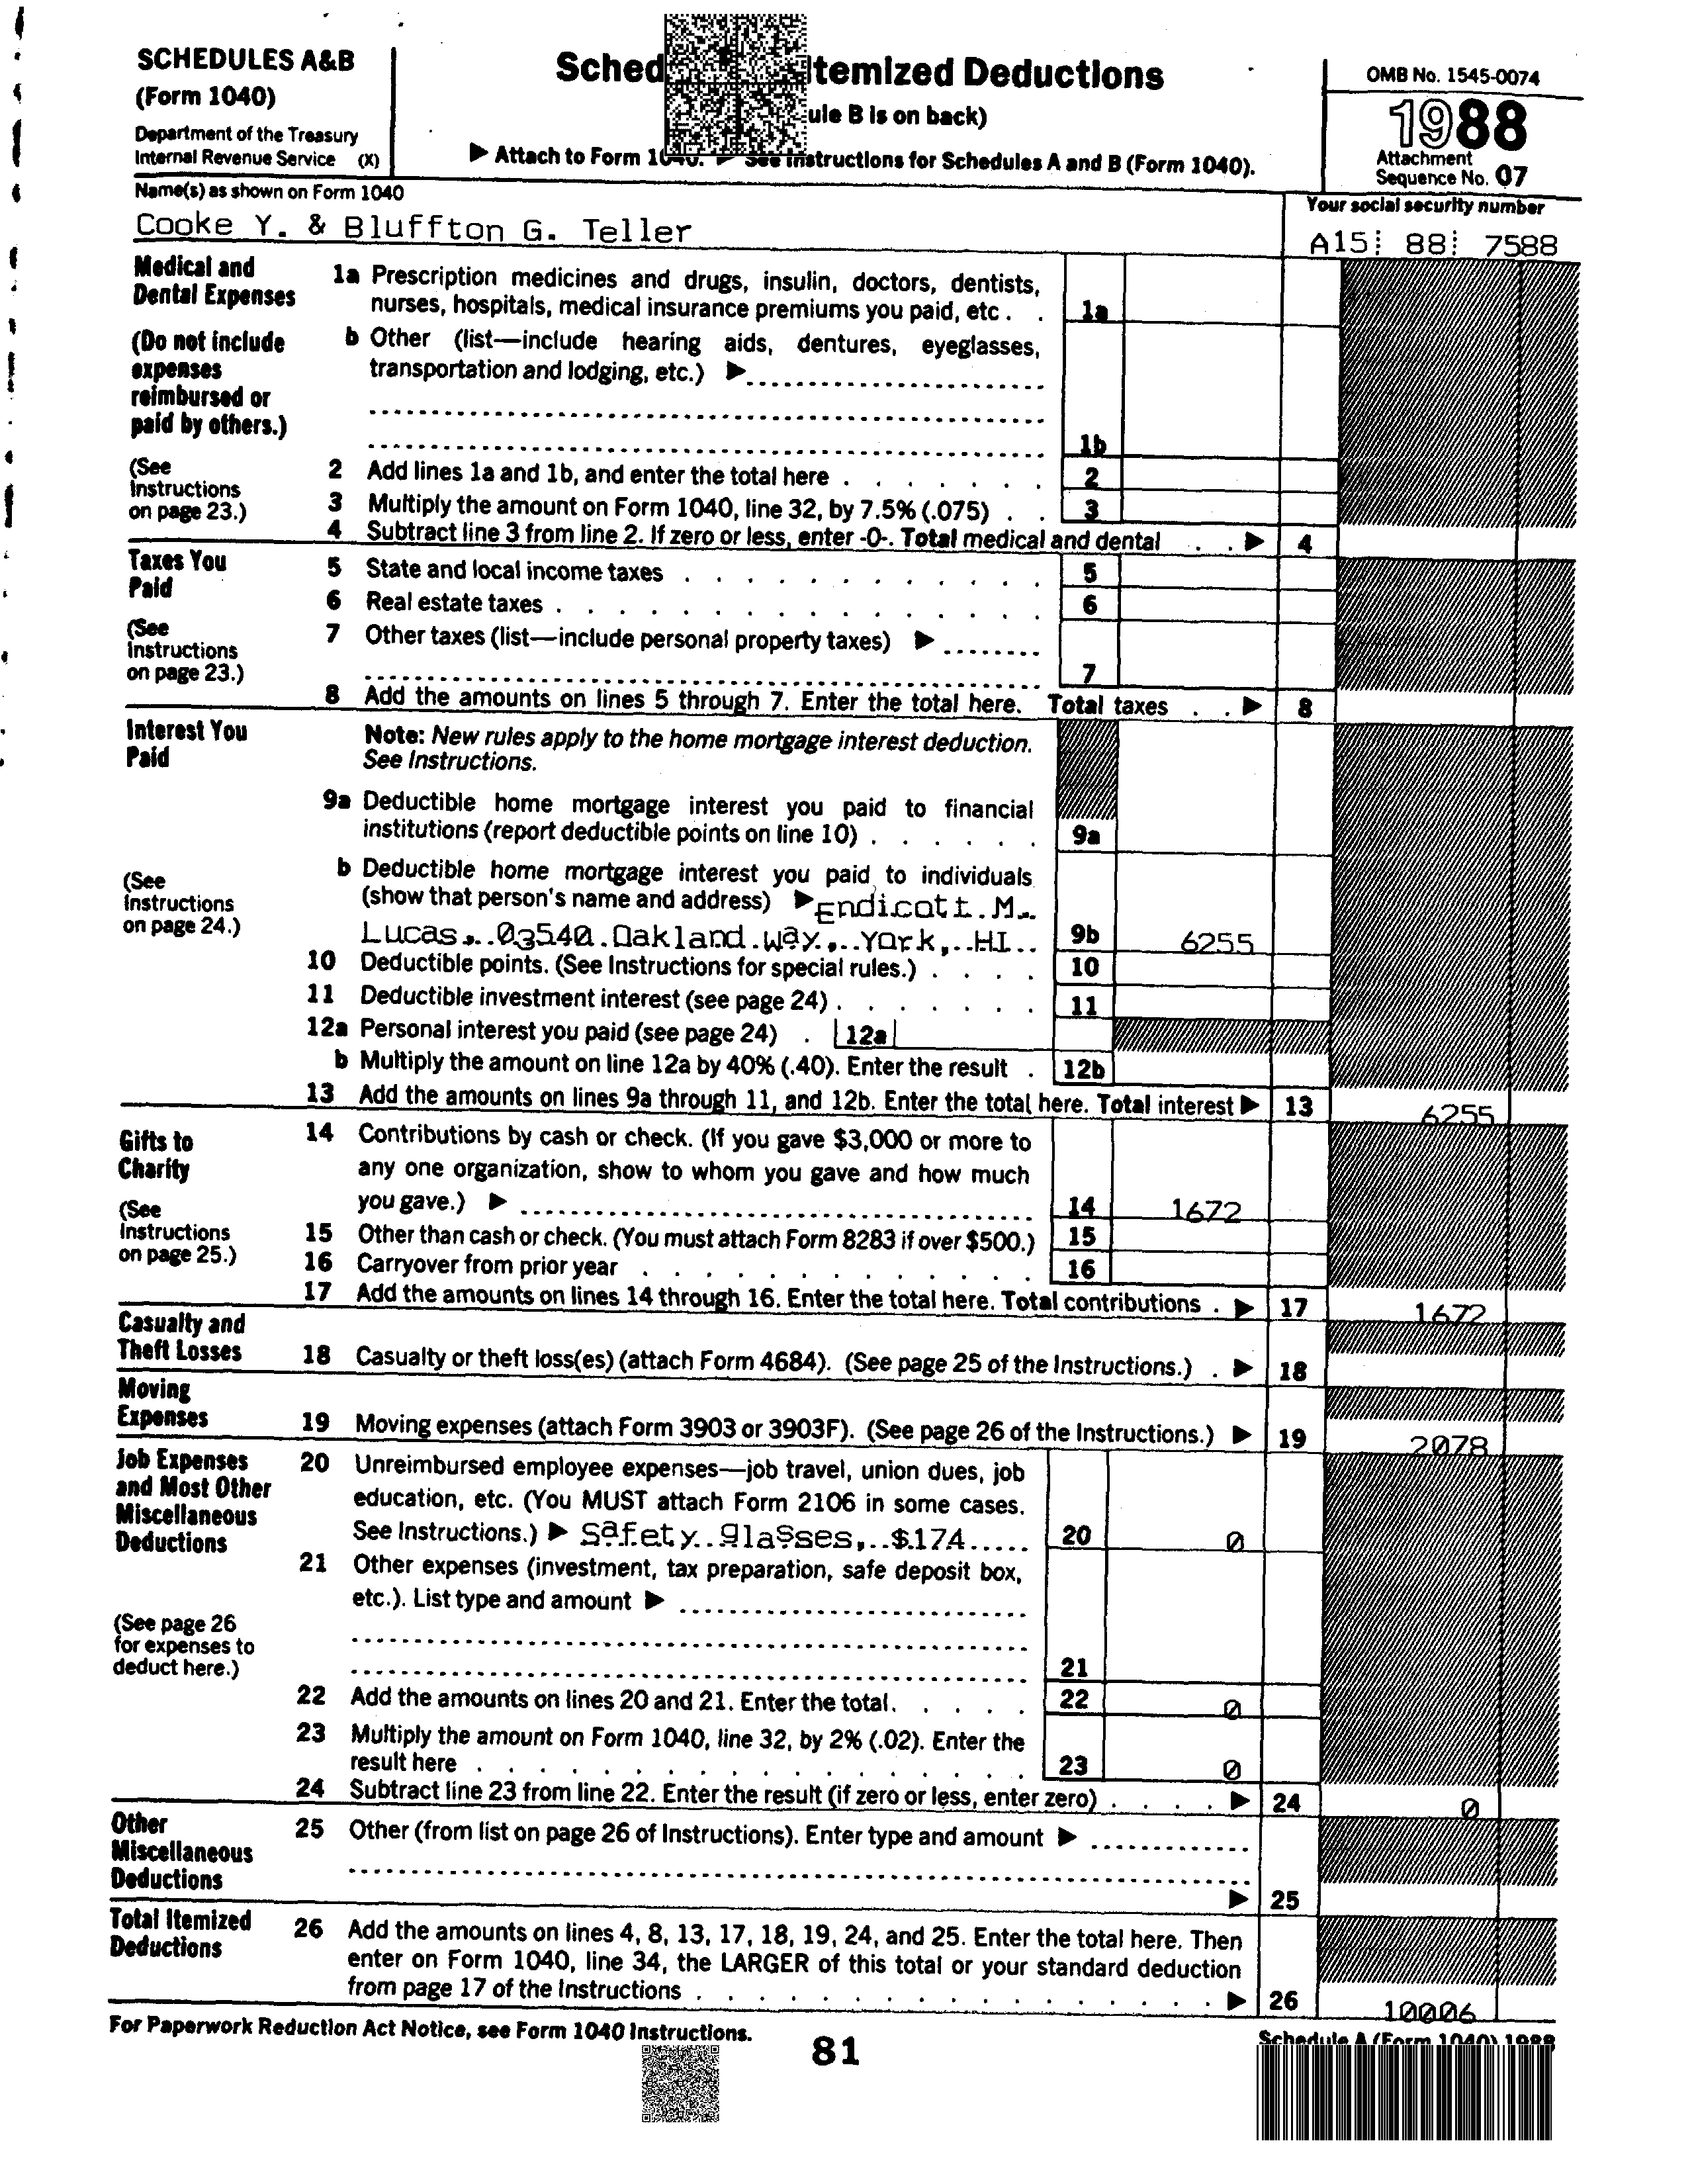 SCHEDULES A&B
(Form 1040)
Department of the Treasury
Internal Revenue Service (X)
Sched temized Deductions
ule B is on back)
▶ Attach to Form 1040. ▶ See Instructions for Schedules A and B (Form 1040).
OMB No. 1545-0074
1988
Attachment
Sequence No. 07
Name(s) as shown on Form 1040
Your social security number
Cooke Y. & Bluffton G. Teller
A15 88 7588
Medical and
Dental Expenses
(Do not include
expenses
reimbursed or
paid by others.)
(See
Instructions
on page 23.)
1a Prescription medicines and drugs, insulin, doctors, dentists,
nurses, hospitals, medical insurance premiums you paid, etc . . 1a
b Other (list—include hearing aids, dentures, eyeglasses,
transportation and lodging, etc.) ▶
1b
2 Add lines 1a and 1b, and enter the total here . . . . . . . 2
3 Multiply the amount on Form 1040, line 32, by 7.5% (.075) . . 3
4 Subtract line 3 from line 2. If zero or less, enter -0-. Total medical and dental . . ▶ 4
Taxes You
Paid
(See
Instructions
on page 23.)
5 State and local income taxes . . . . . . . . . . . 5
6 Real estate taxes . . . . . . . . . . . . . . 6
7 Other taxes (list—include personal property taxes) ▶
7
8 Add the amounts on lines 5 through 7. Enter the total here. Total taxes . . ▶ 8
Interest You
Paid
(See
Instructions
on page 24.)
Note: New rules apply to the home mortgage interest deduction.
See Instructions.
9a Deductible home mortgage interest you paid to financial
institutions (report deductible points on line 10) . . . . . . 9a
b Deductible home mortgage interest you paid to individuals
(show that person's name and address) ▶ Endicott M.
Lucas, 03540 Oakland way, York, HI 9b 6255
10 Deductible points. (See Instructions for special rules.) . . . . 10
11 Deductible investment interest (see page 24) . . . . . . . 11
12a Personal interest you paid (see page 24) . 12a
b Multiply the amount on line 12a by 40% (.40). Enter the result . 12b
13 Add the amounts on lines 9a through 11, and 12b. Enter the total here. Total interest ▶ 13 6255
Gifts to
Charity
(See
Instructions
on page 25.)
14 Contributions by cash or check. (If you gave $3,000 or more to
any one organization, show to whom you gave and how much
you gave.) ▶ 14 1672
15 Other than cash or check. (You must attach Form 8283 if over $500.) 15
16 Carryover from prior year . . . . . . . . . . . . . 16
17 Add the amounts on lines 14 through 16. Enter the total here. Total contributions . ▶ 17 1672
Casualty and
Theft Losses
18 Casualty or theft loss(es) (attach Form 4684). (See page 25 of the Instructions.) . ▶ 18
Moving
Expenses
19 Moving expenses (attach Form 3903 or 3903F). (See page 26 of the Instructions.) ▶ 19 2078
Job Expenses
and Most Other
Miscellaneous
Deductions
(See page 26
for expenses to
deduct here.)
20 Unreimbursed employee expenses—job travel, union dues, job
education, etc. (You MUST attach Form 2106 in some cases.
See Instructions.) ▶ Safety glasses, $174 20 0
21 Other expenses (investment, tax preparation, safe deposit box,
etc.). List type and amount ▶
21
22 Add the amounts on lines 20 and 21. Enter the total. . . . . 22 0
23 Multiply the amount on Form 1040, line 32, by 2% (.02). Enter the
result here . . . . . . . . . . . . . . . . . 23 0
24 Subtract line 23 from line 22. Enter the result (if zero or less, enter zero) . . . . ▶ 24 0
Other
Miscellaneous
Deductions
25 Other (from list on page 26 of Instructions). Enter type and amount ▶
▶ 25
Total Itemized
Deductions
26 Add the amounts on lines 4, 8, 13, 17, 18, 19, 24, and 25. Enter the total here. Then
enter on Form 1040, line 34, the LARGER of this total or your standard deduction
from page 17 of the Instructions . . . . . . . . . . . . . . . ▶ 26 10006
For Paperwork Reduction Act Notice, see Form 1040 Instructions.
81
Schedule A (Form 1040) 1988